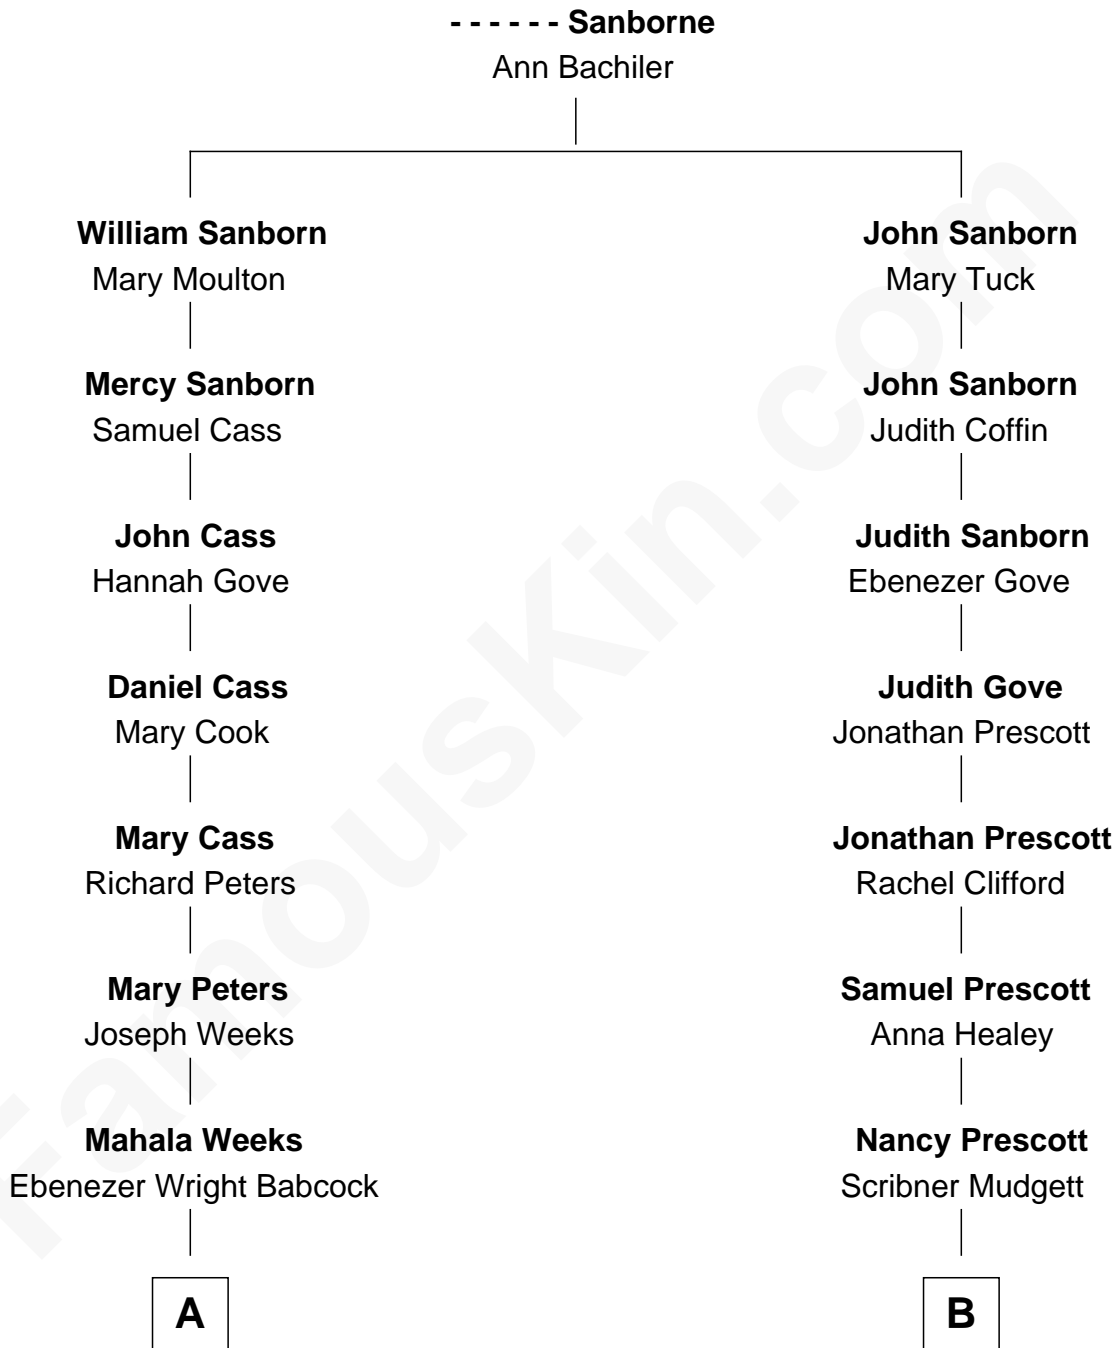 - - - - - - Sanborne
Ann Bachiler
William Sanborn
Mary Moulton
Mercy Sanborn
Samuel Cass
John Cass
Hannah Gove
Daniel Cass
Mary Cook
Mary Cass
Richard Peters
Mary Peters
Joseph Weeks
Mahala Weeks
Ebenezer Wright Babcock
A
John Sanborn
Mary Tuck
John Sanborn
Judith Coffin
Judith Sanborn
Ebenezer Gove
Judith Gove
Jonathan Prescott
Jonathan Prescott
Rachel Clifford
Samuel Prescott
Anna Healey
Nancy Prescott
Scribner Mudgett
B
FamousKin.com